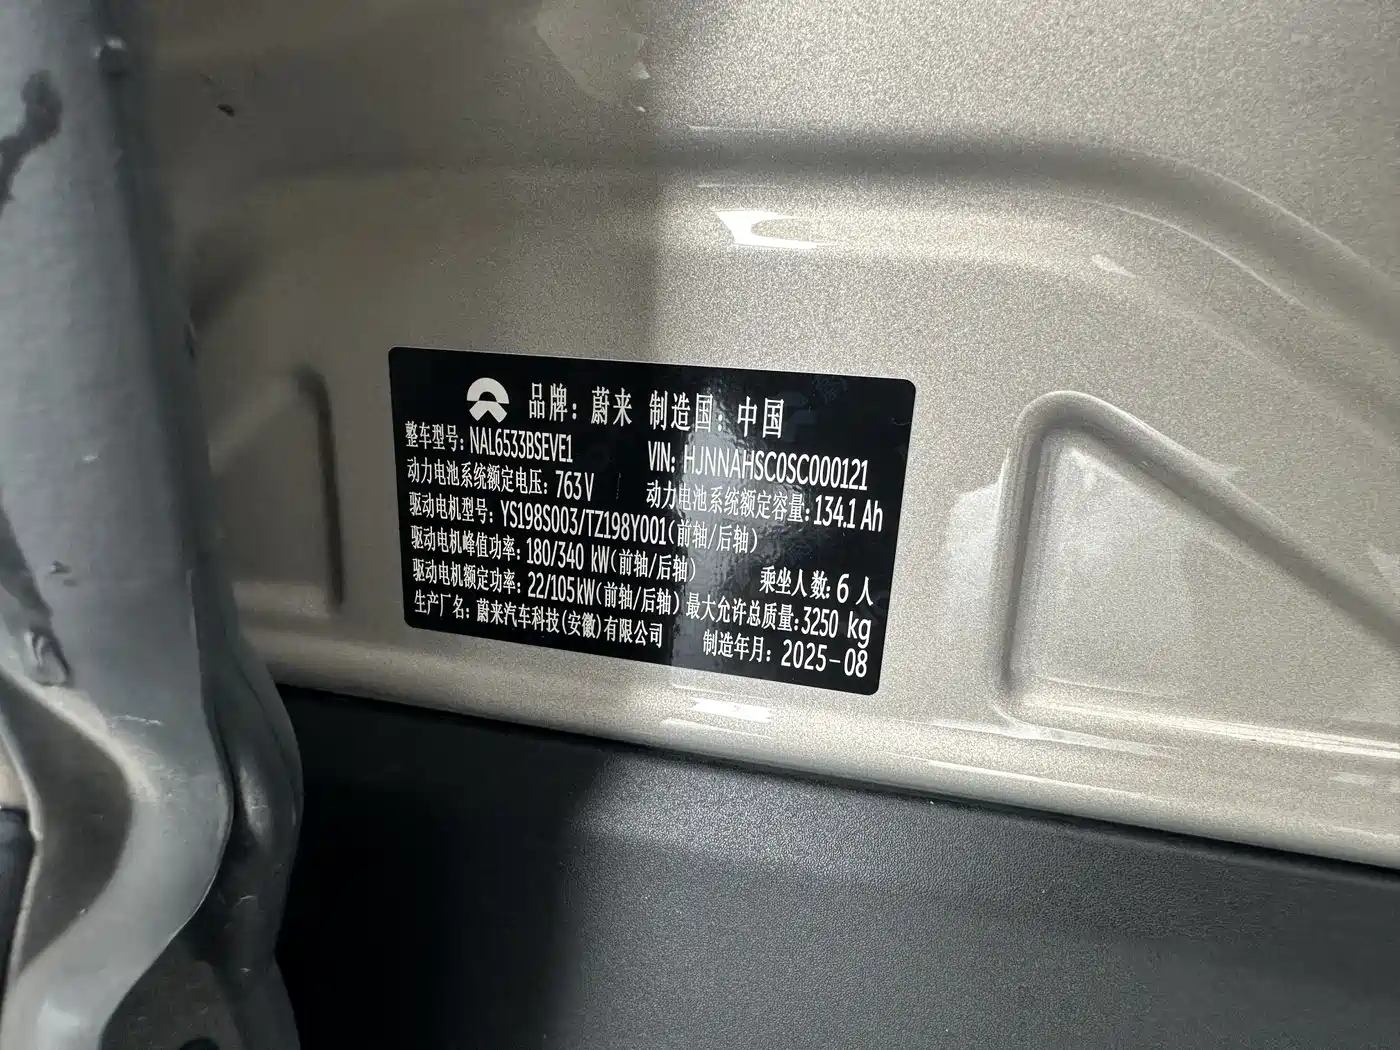 品牌：蔚来 制造国：中国
整车型号：NAL6533BSEVE1 VIN：HJNNAHSC0SC000121
动力电池系统额定电压：763V 动力电池系统额定容量：134.1 Ah
驱动电机型号：YS198S003/TZ198Y001(前轴/后轴)
驱动电机峰值功率：180/340 kW(前轴/后轴) 乘坐人数：6 人
驱动电机额定功率：22/105kW(前轴/后轴) 最大允许总质量：3250 kg
生产厂名：蔚来汽车科技(安徽)有限公司 制造年月：2025-08